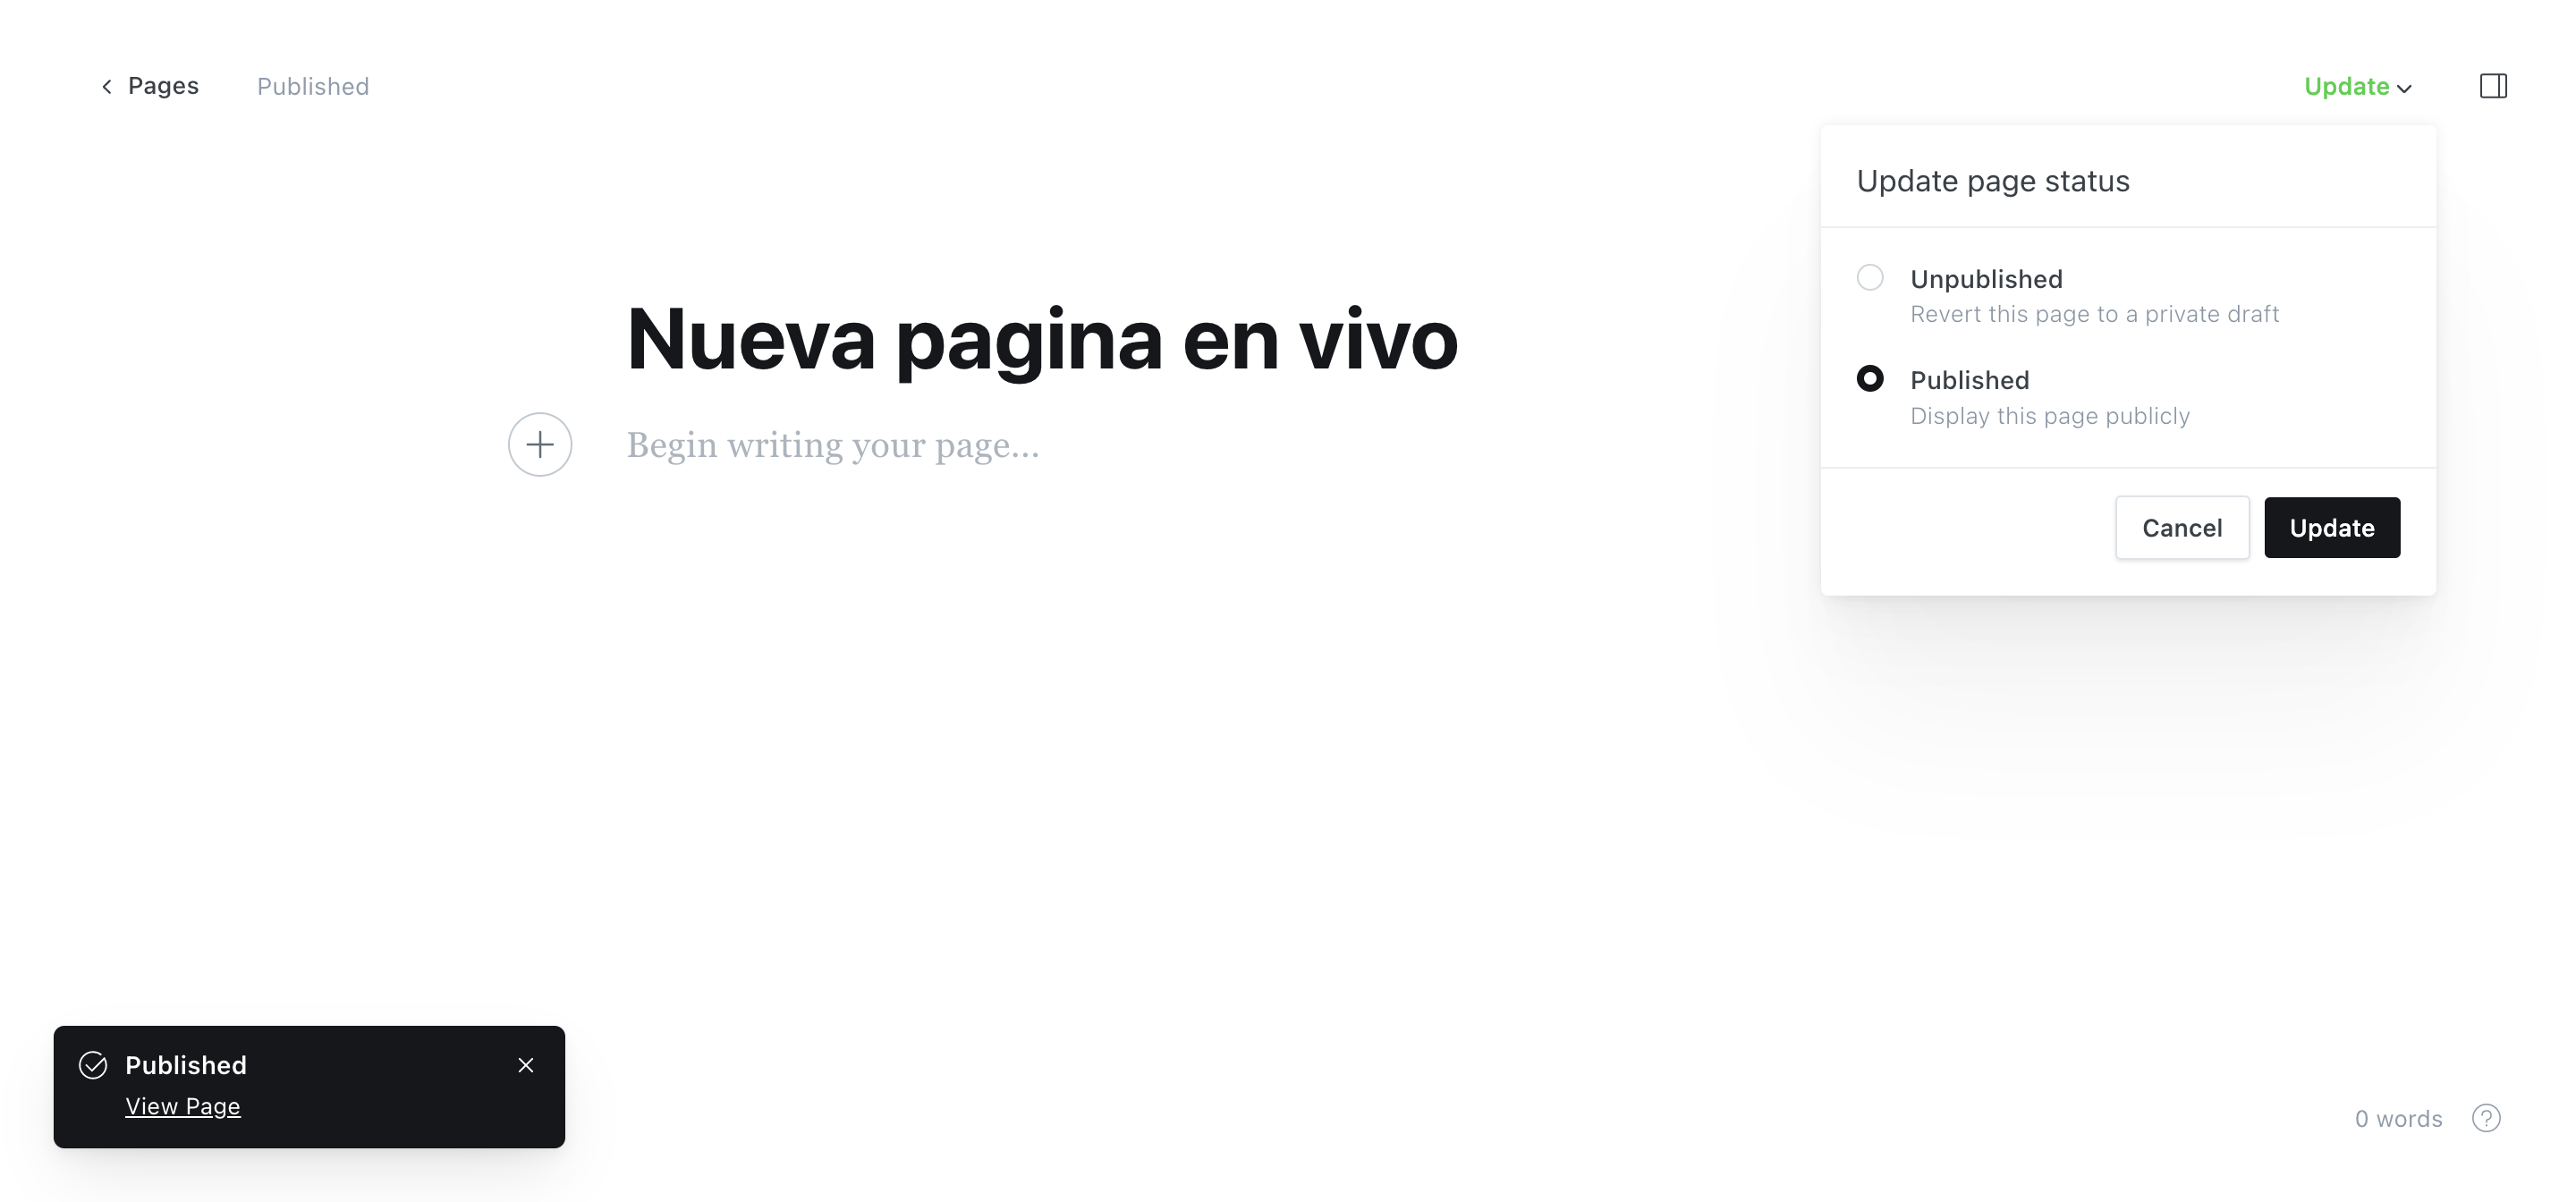 Pages
Published
Update
Update page status
Unpublished
Revert this page to a private draft
Published
Display this page publicly
Cancel
Update
Nueva pagina en vivo
Begin writing your page...
Published
View Page
0 words
?